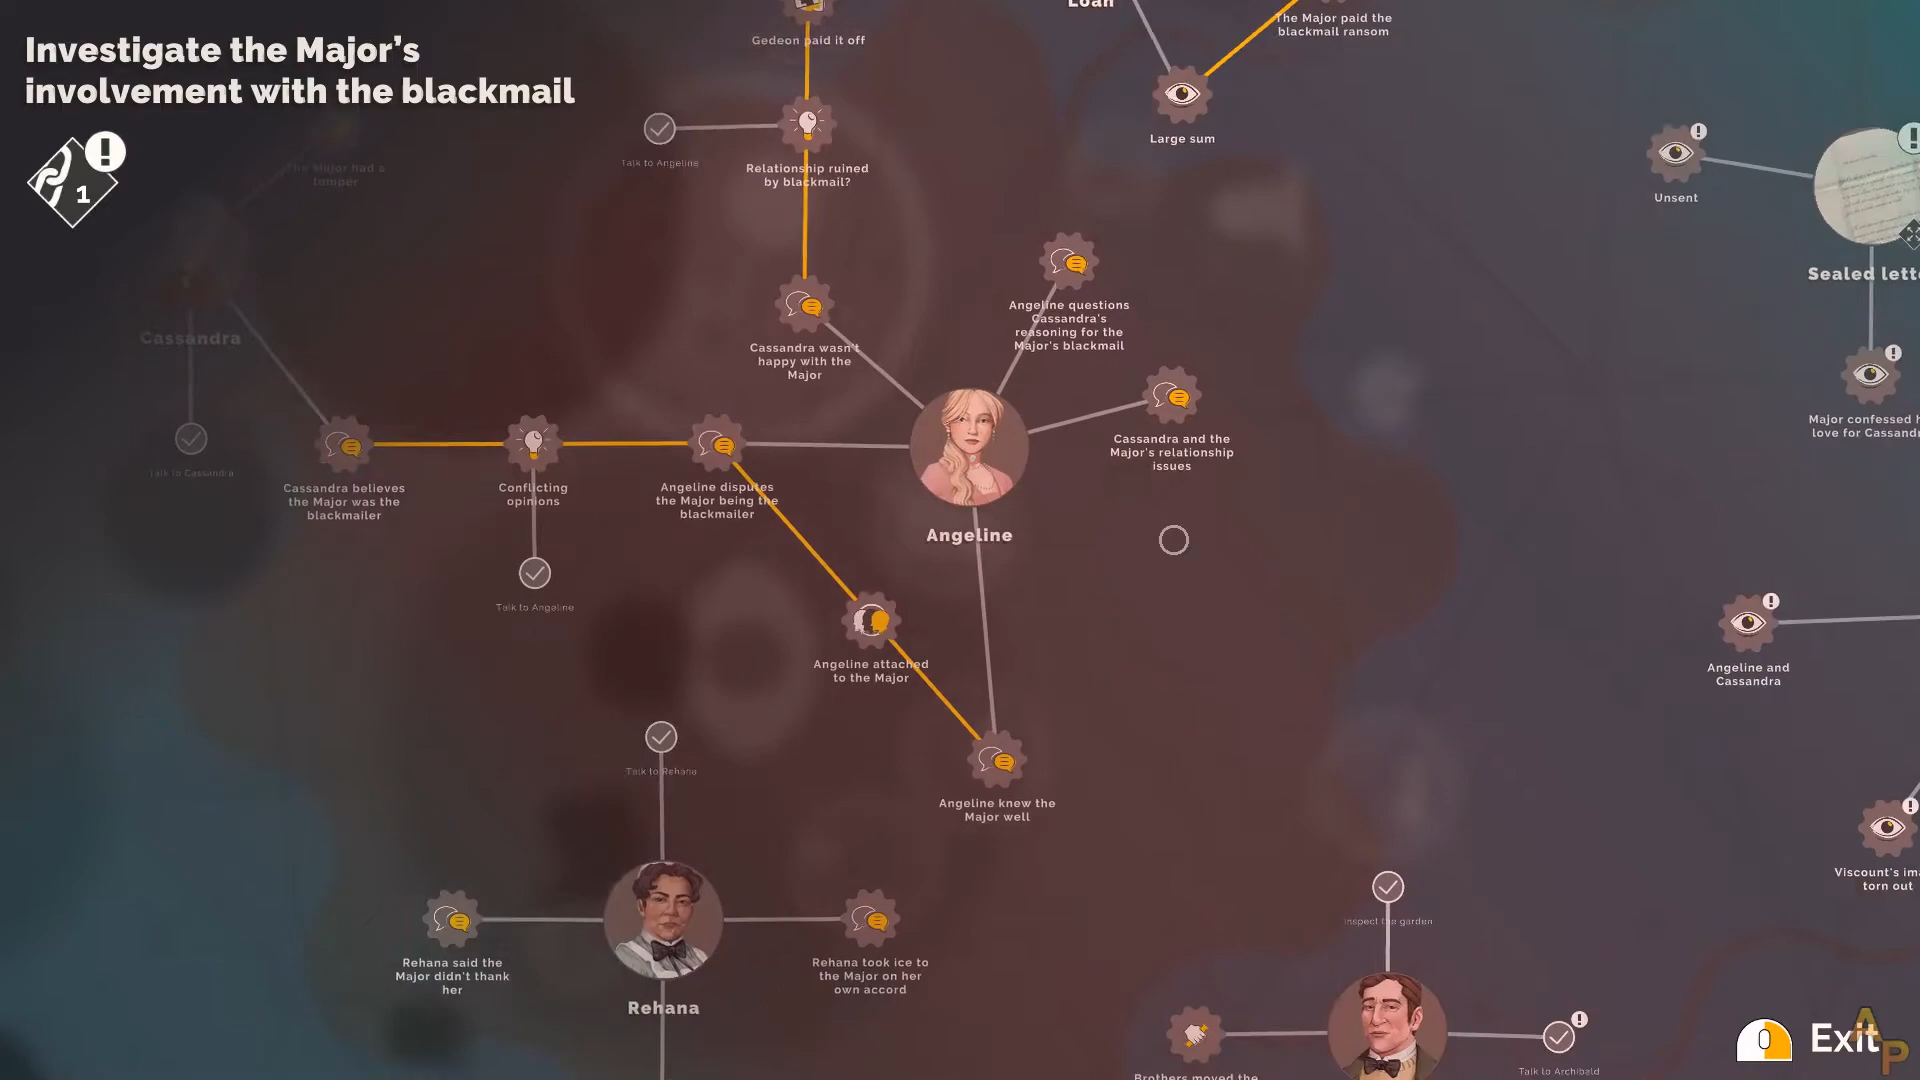 Investigate the Major's
involvement with the blackmail
1
Loan
The Major paid the
blackmail ransom
Gedeon paid it off
Large sum
Talk to Angeline
Relationship ruined
by blackmail?
The Major had a
temper
Unsent
Sealed lett
Angeline questions
Cassandra's
reasoning for the
Major's blackmail
Cassandra
Cassandra wasn't
happy with the
Major
Cassandra and the
Major's relationship
issues
Major confessed h
love for Cassandr
Talk to Cassandra
Cassandra believes
the Major was the
blackmailer
Conflicting
opinions
Angeline disputes
the Major being the
blackmailer
Angeline
Talk to Angeline
Angeline attached
to the Major
Angeline and
Cassandra
Talk to Rehana
Angeline knew the
Major well
Viscount's ima
torn out
Inspect the garden
Rehana said the
Major didn't thank
her
Rehana
Rehana took ice to
the Major on her
own accord
Brothers moved the
Talk to Archibald
Exit
AP